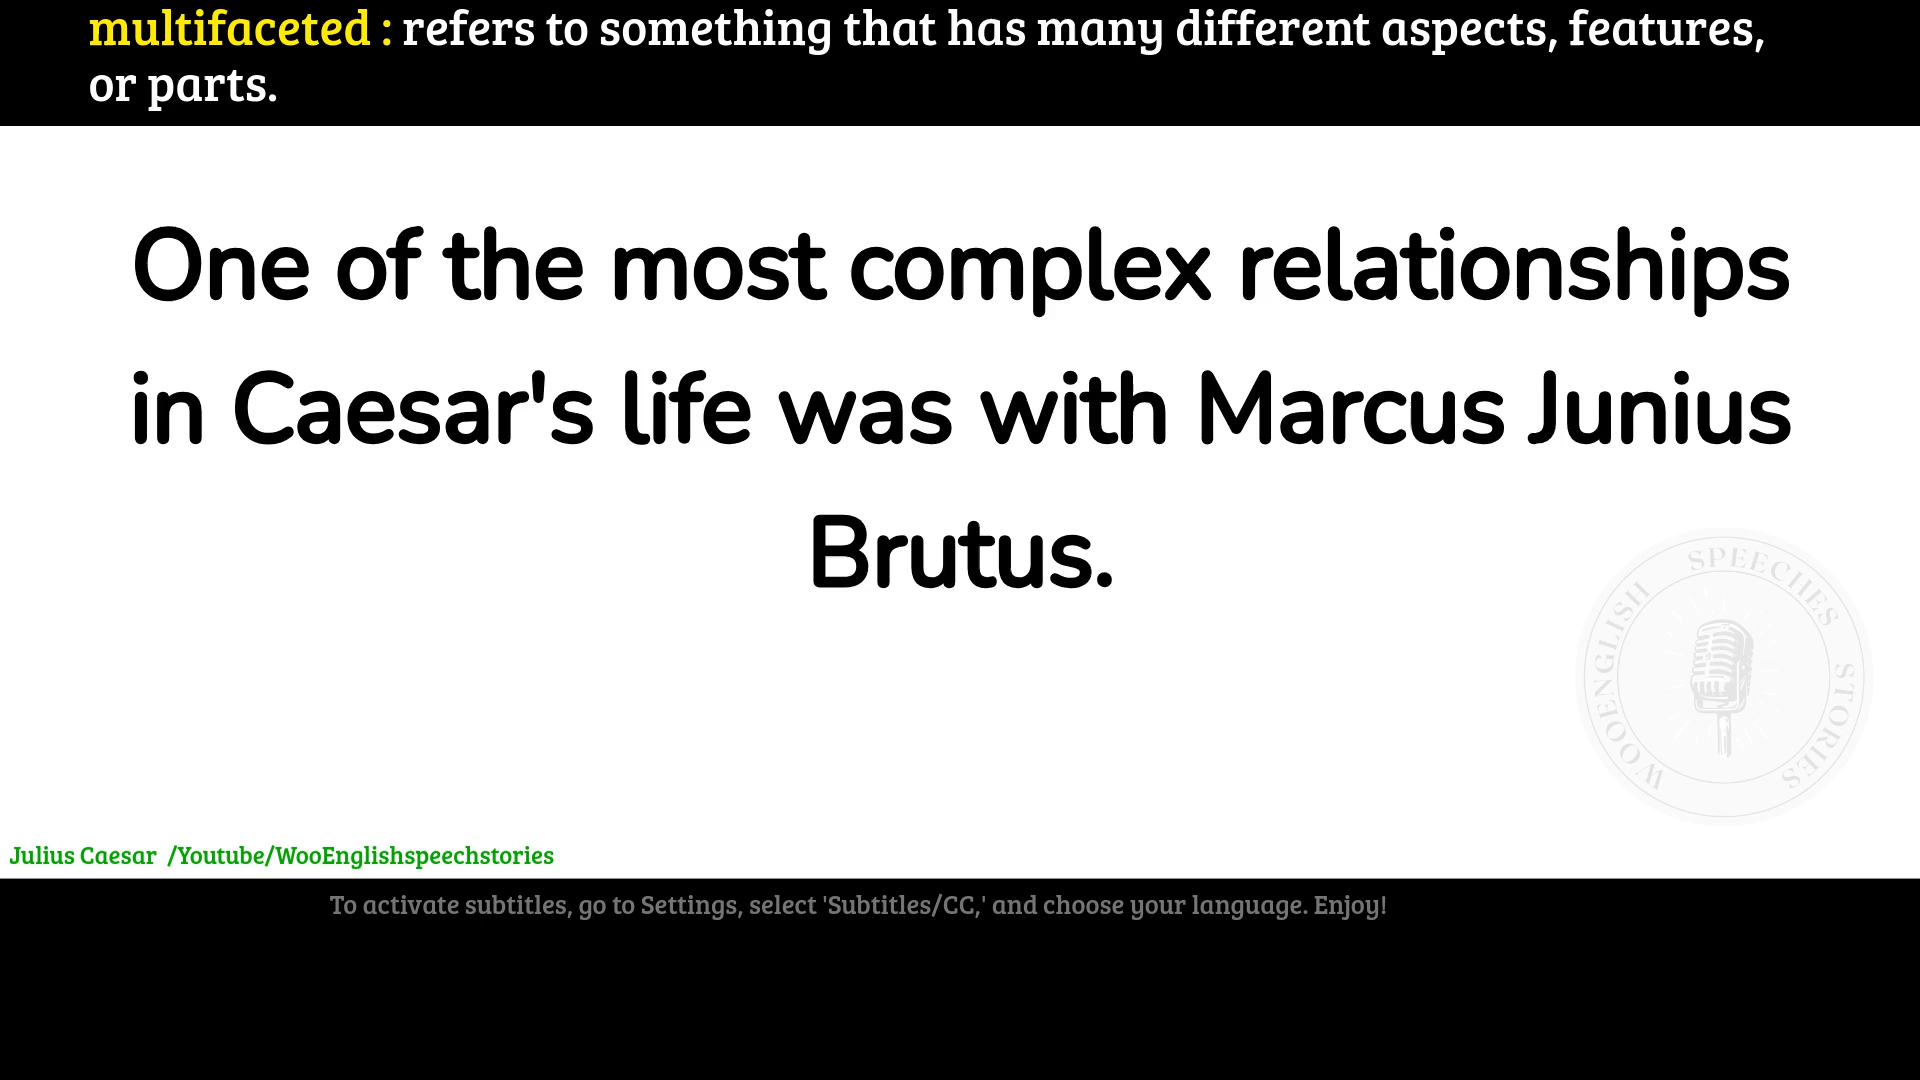 multifaceted : refers to something that has many different aspects, features,
or parts.
One of the most complex relationships
in Caesar's life was with Marcus Junius
Brutus.
WOOENGLISH SPEECHES STORIES
Julius Caesar /Youtube/WooEnglishspeechstories
To activate subtitles, go to Settings, select 'Subtitles/CC,' and choose your language. Enjoy!